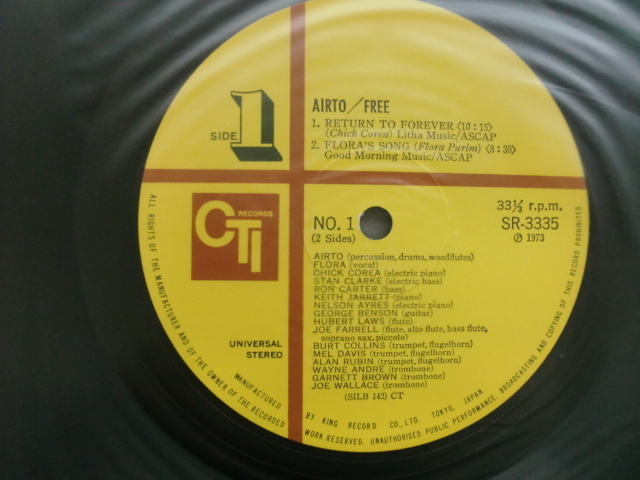 SIDE 1
AIRTO/FREE
1. RETURN TO FOREVER 〈10:15〉
(Chick Corea) Litha Music/ASCAP
2. FLORA'S SONG (Flora Purim) 〈8:30〉
Good Morning Music/ASCAP
CTI RECORDS
NO. 1
(2 Sides)
33⅓ r.p.m.
SR-3335
Ⓟ 1973
AIRTO (percussion, drums, woodflutes)
FLORA (vocal)
CHICK COREA (electric piano)
STAN CLARKE (electric bass)
RON CARTER (bass)
KEITH JARRETT (piano)
NELSON AYRES (electric piano)
GEORGE BENSON (guitar)
HUBERT LAWS (flute)
JOE FARRELL (flute, alto flute, bass flute,
soprano sax, piccolo)
BURT COLLINS (trumpet, flugelhorn)
MEL DAVIS (trumpet, flugelhorn)
ALAN RUBIN (trumpet, flugelhorn)
WAYNE ANDRE (trombone)
GARNETT BROWN (trombone)
JOE WALLACE (trombone)
(SILB 142) CT
UNIVERSAL
STEREO
MANUFACTURED BY KING RECORD CO., LTD. TOKYO, JAPAN
ALL RIGHTS OF THE MANUFACTURER AND OF THE OWNER OF THE RECORDED WORK RESERVED. UNAUTHORISED PUBLIC PERFORMANCE, BROADCASTING AND COPYING OF THIS RECORD PROHIBITED